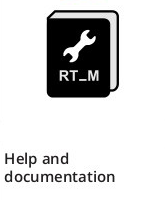 RT_M
Help and
documentation